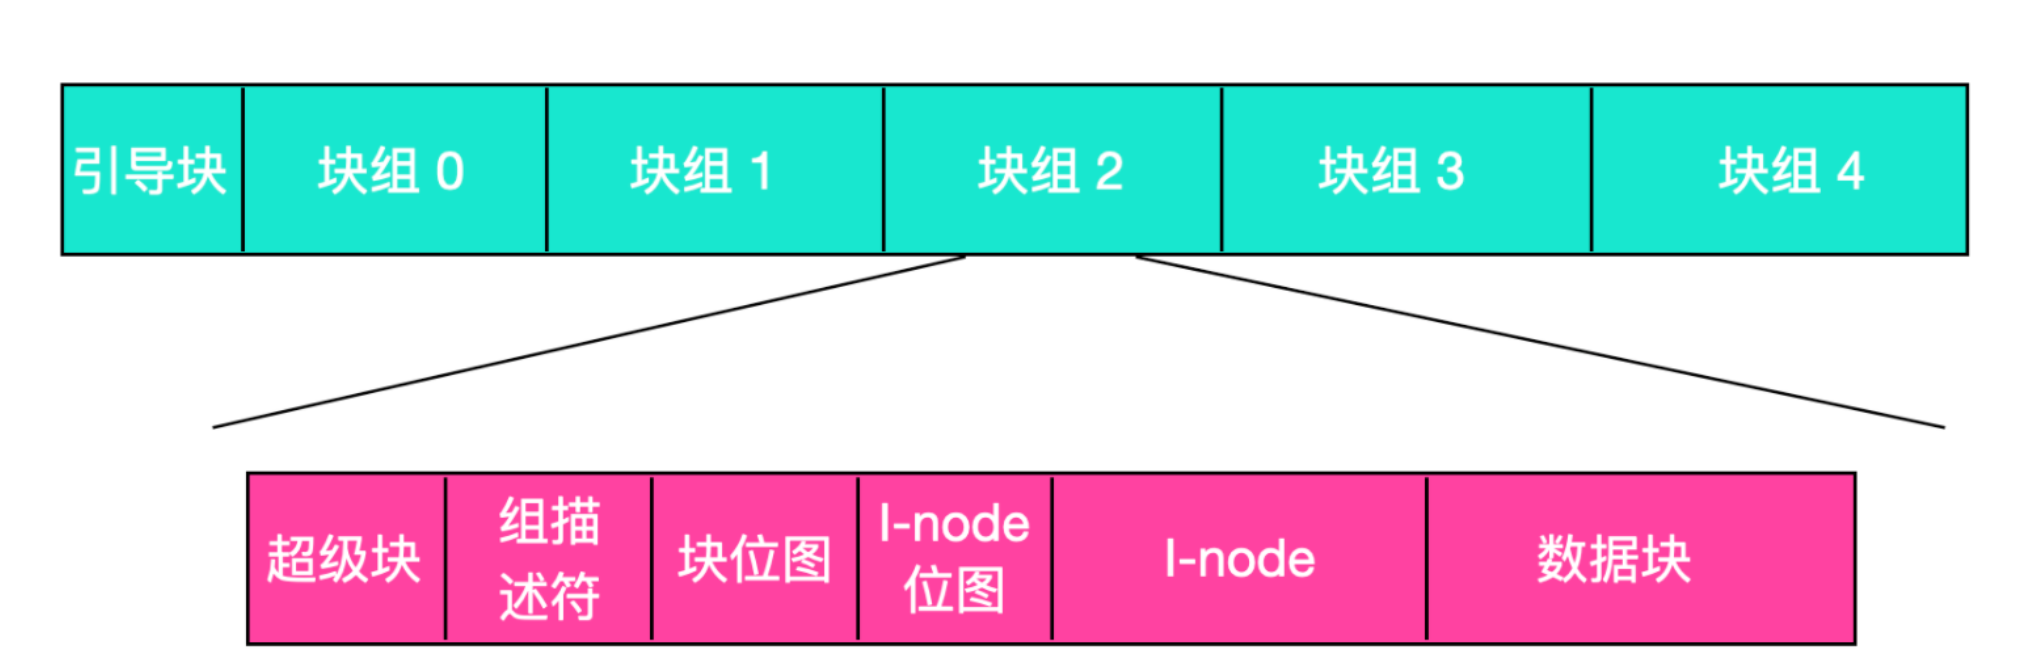 引导块
块组 0
块组 1
块组 2
块组 3
块组 4
超级块
组描
述符
块位图
I-node
位图
I-node
数据块